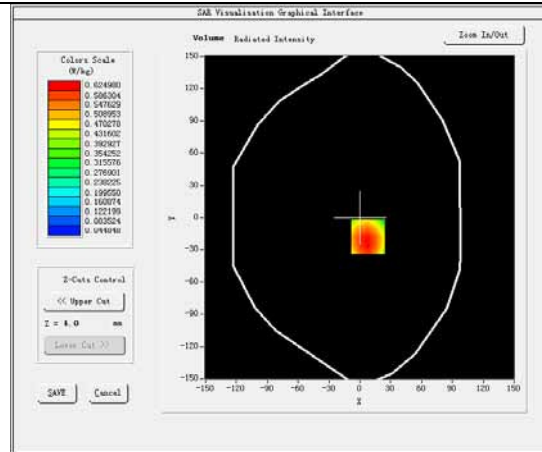 SAR Visualisation Graphical Interface
Volume Radiated Intensity
Zoom In/Out
Colors Scale
(W/kg)
0.624980
0.586304
0.547629
0.508953
0.470278
0.431602
0.392927
0.354252
0.315576
0.276901
0.238225
0.199550
0.160874
0.122199
0.083524
0.044848
Z-Cuts Control
<< Upper Cut
Z = 4.0 mm
Lower Cut >>
SAVE Cancel
150-
120-
90-
60-
30-
0-
-30-
-60-
-90-
-120-
-150-
Y
-150 -120 -90 -60 -30 0 30 60 90 120 150
X